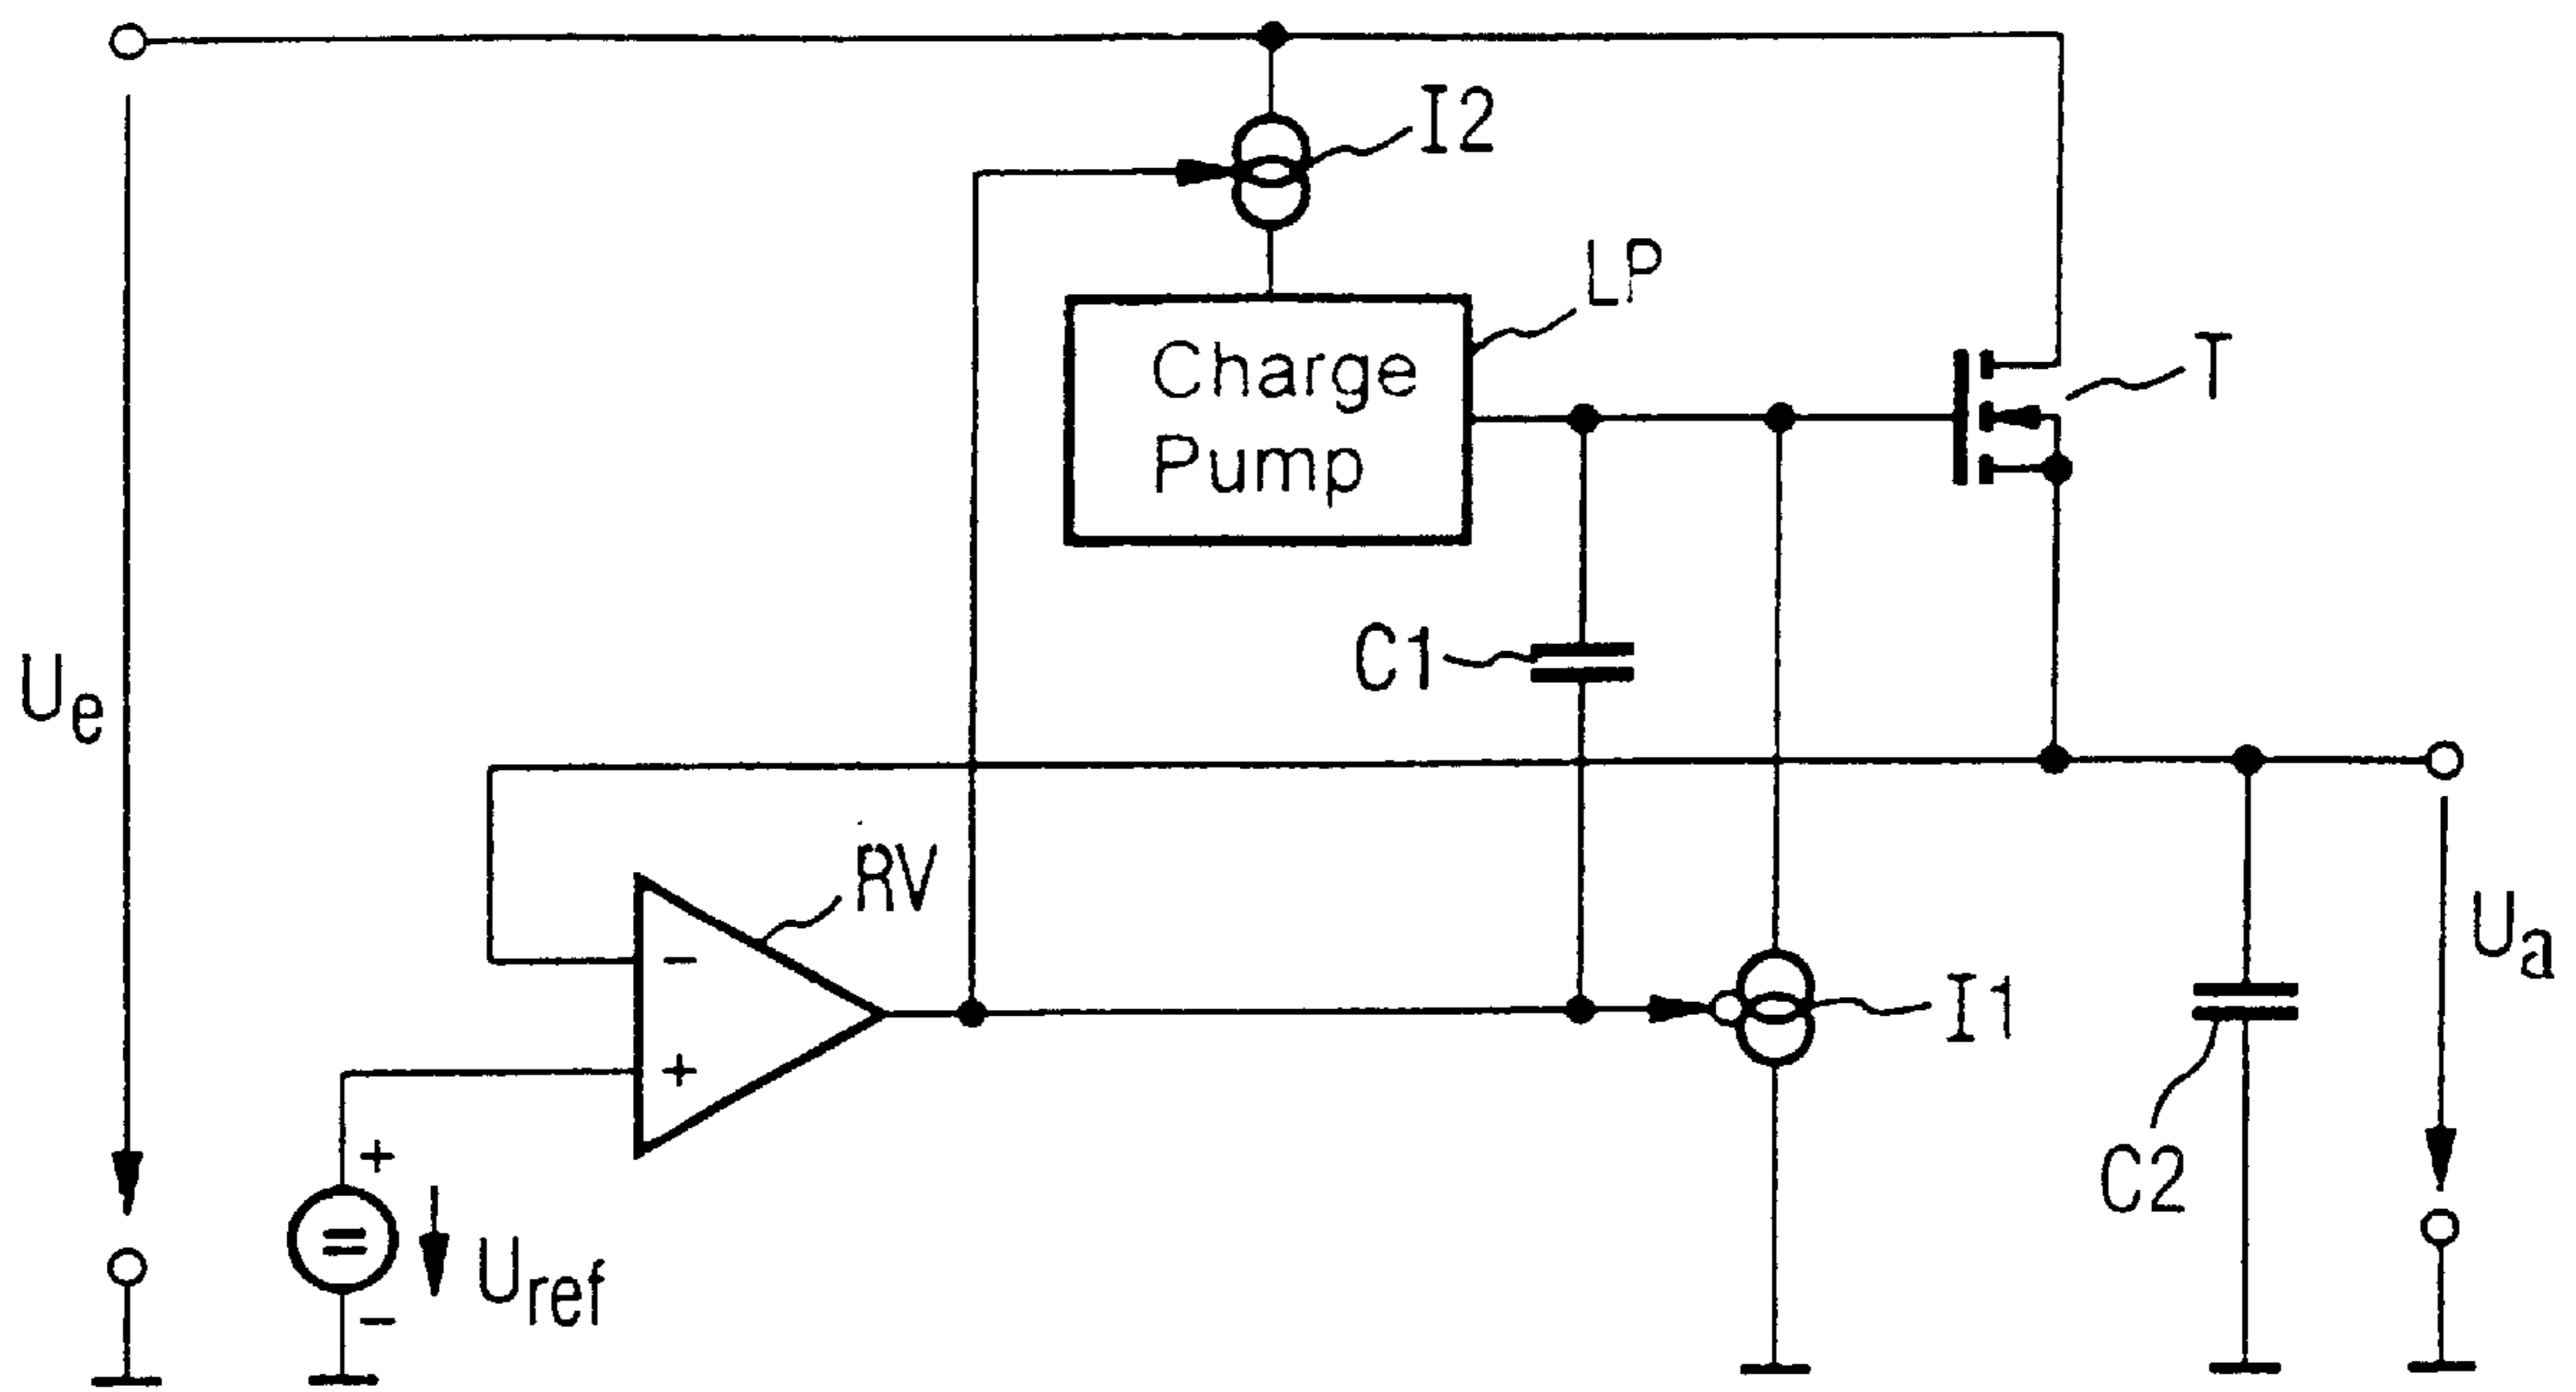 I2
LP
Charge
Pump
T
C1
Ue
RV
-
+
I1
Ua
C2
+
=
Uref
-